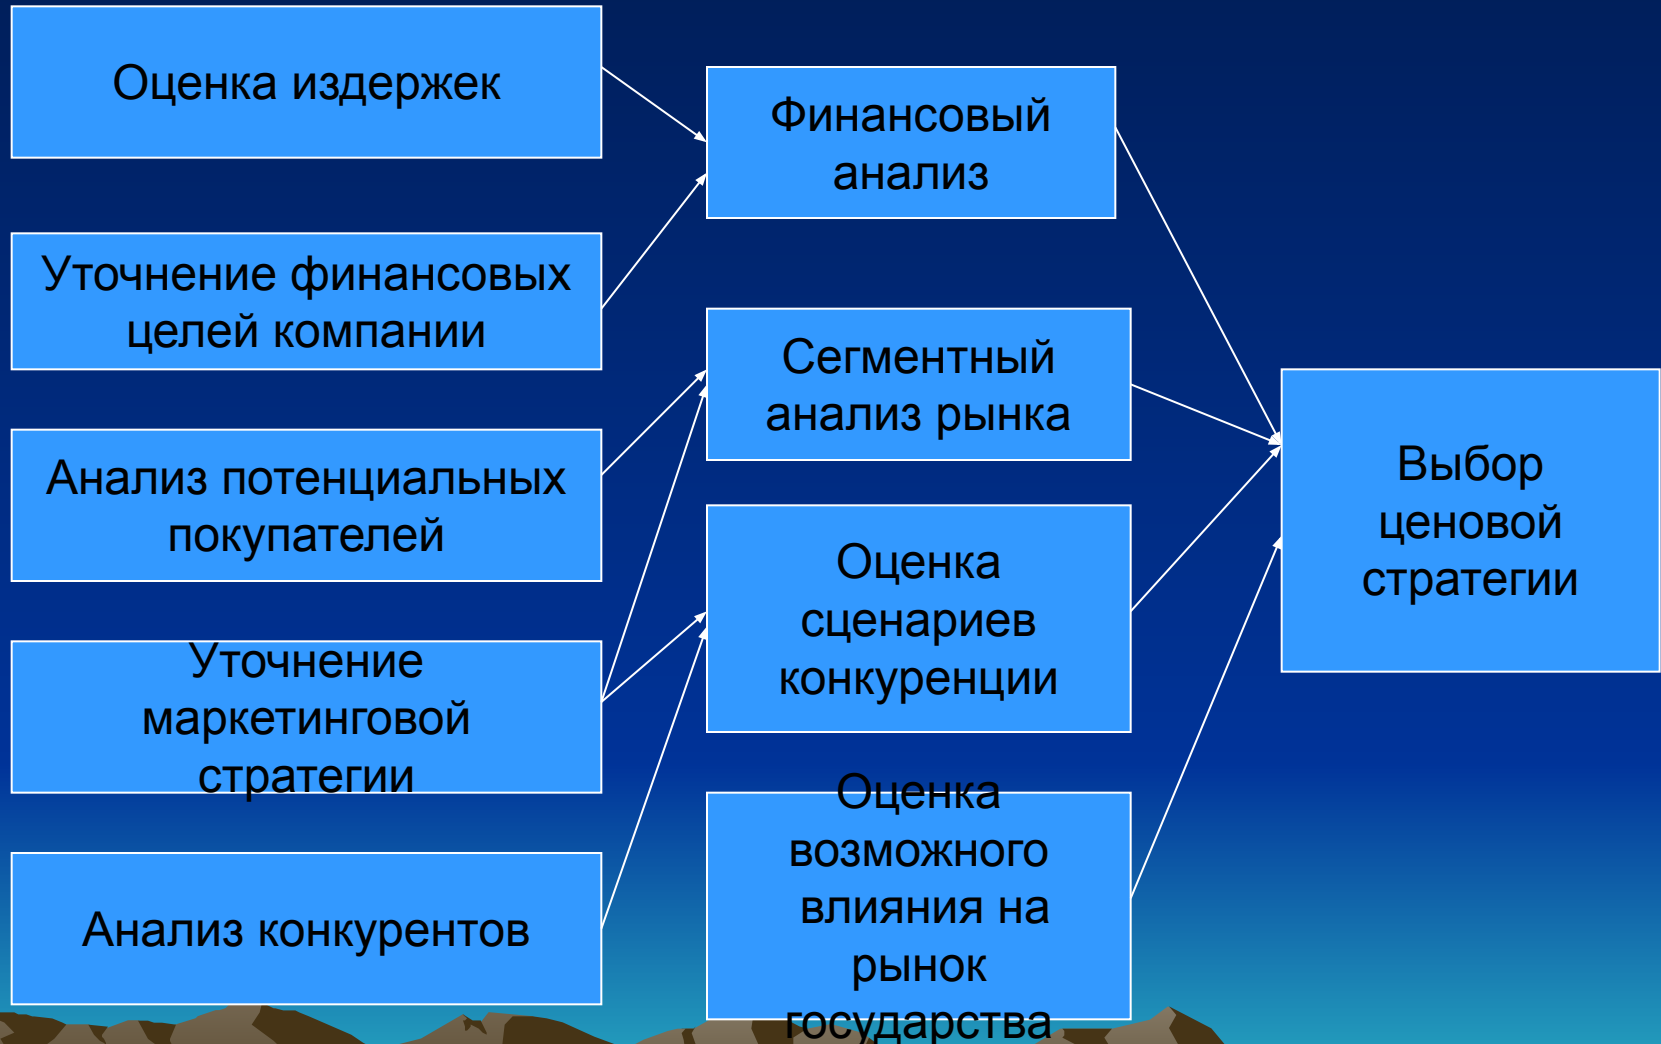 Оценка издержек
Уточнение финансовых
целей компании
Анализ потенциальных
покупателей
Уточнение
маркетинговой
стратегии
Анализ конкурентов
Финансовый
анализ
Сегментный
анализ рынка
Оценка
сценариев
конкуренции
Оценка
возможного
влияния на
рынок
государства
Выбор
ценовой
стратегии